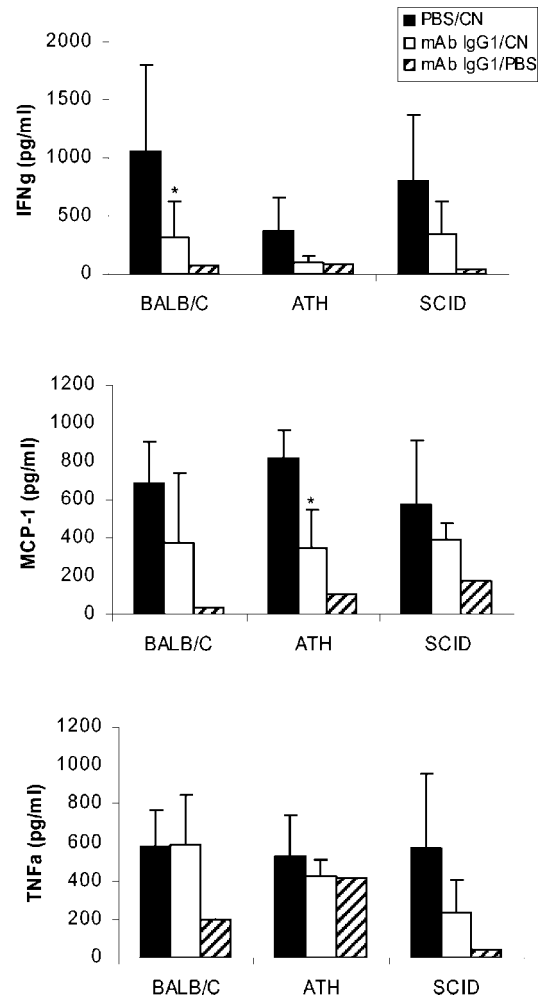 PBS/CN
mAb IgG1/CN
mAb IgG1/PBS
IFNg (pg/ml)
2000
1500
1000
500
0
*
BALB/C ATH SCID
MCP-1 (pg/ml)
1200
1000
800
600
400
200
0
*
BALB/C ATH SCID
TNFa (pg/ml)
1200
1000
800
600
400
200
0
BALB/C ATH SCID